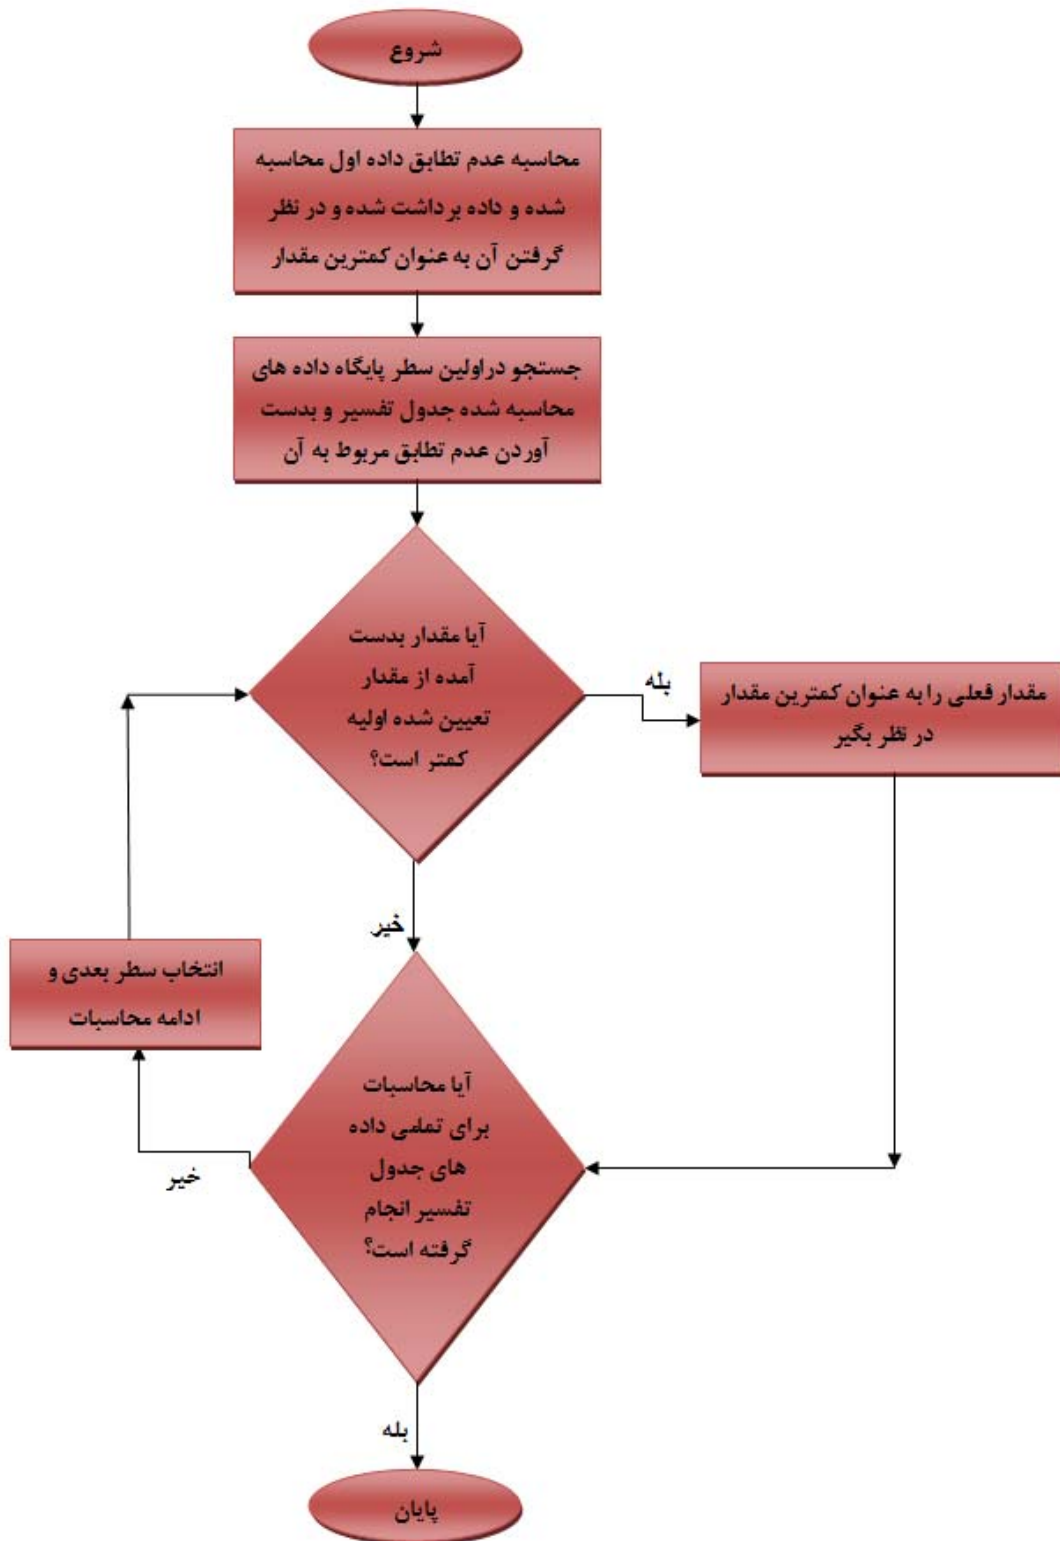 شروع
محاسبه عدم تطابق داده اول محاسبه
شده و داده برداشت شده و در نظر
گرفتن آن به عنوان کمترین مقدار
جستجو دراولین سطر پایگاه داده های
محاسبه شده جدول تفسیر و بدست
آوردن عدم تطابق مربوط به آن
آیا مقدار بدست
آمده از مقدار
تعیین شده اولیه
کمتر است؟
بله
مقدار فعلی را به عنوان کمترین مقدار
در نظر بگیر
خیر
انتخاب سطر بعدی و
ادامه محاسبات
آیا محاسبات
برای تمامی داده
های جدول
تفسیر انجام
گرفته است؟
خیر
بله
پایان